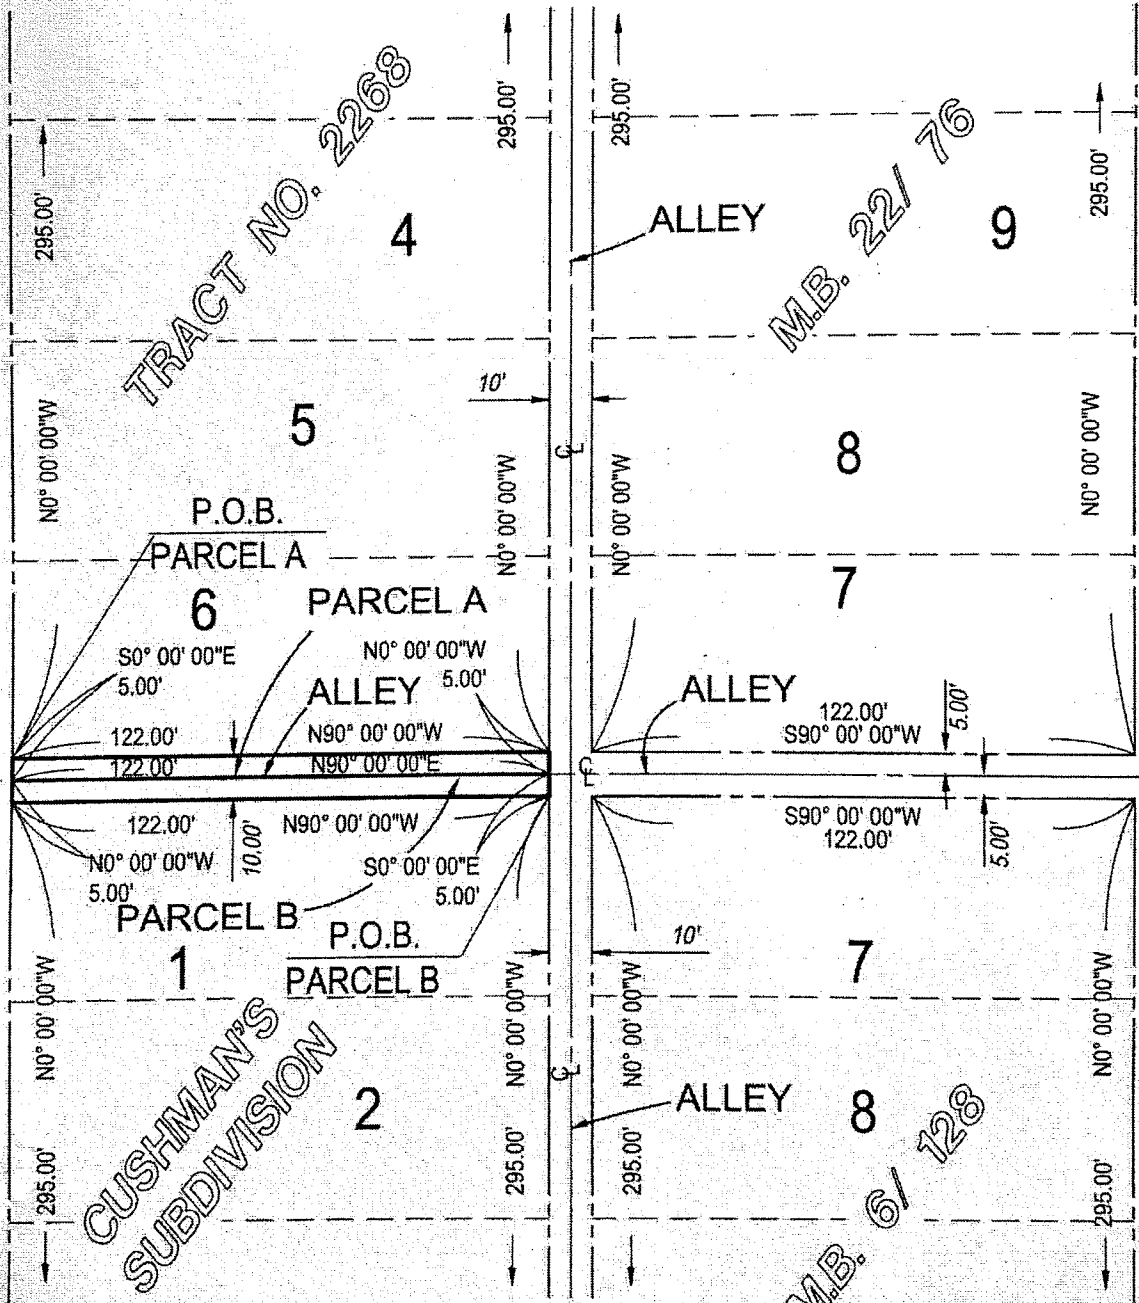 295.00'
295.00'
295.00'
295.00'
TRACT NO. 2268
M.B. 22/ 76
4
ALLEY
9
10'
5
8
N0° 00' 00"W
N0° 00' 00"W
N0° 00' 00"W
N0° 00' 00"W
P.O.B.
PARCEL A
6
PARCEL A
7
S0° 00' 00"E
5.00'
N0° 00' 00"W
5.00'
ALLEY
ALLEY
122.00'
S90° 00' 00"W
5.00'
122.00'
N90° 00' 00"W
122.00'
N90° 00' 00"E
CL
CL
122.00'
N90° 00' 00"W
10.00'
S90° 00' 00"W
122.00'
5.00'
N0° 00' 00"W
5.00'
S0° 00' 00"E
5.00'
PARCEL B
P.O.B.
PARCEL B
1
10'
7
N0° 00' 00"W
N0° 00' 00"W
N0° 00' 00"W
N0° 00' 00"W
CUSHMAN'S
SUBDIVISION
2
CL
ALLEY
8
295.00'
295.00'
295.00'
295.00'
M.B. 6/ 128